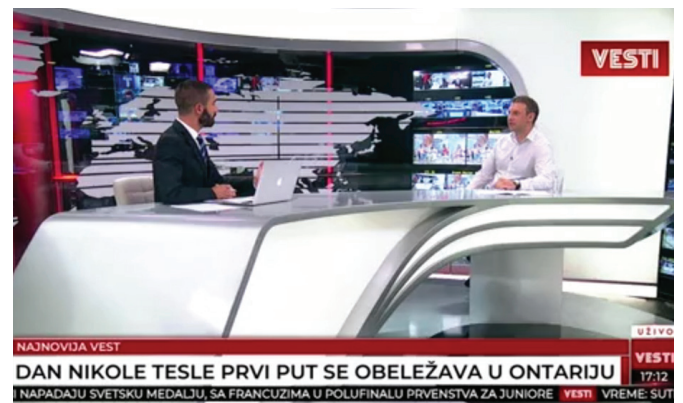 VESTI
UŽIVO
NAJNOVIJA VEST
VESTI
DAN NIKOLE TESLE PRVI PUT SE OBELEŽAVA U ONTARIJU
17:12
I NAPADAJU SVETSKU MEDALJU, SA FRANCUZIMA U POLUFINALU PRVENSTVA ZA JUNIORE VESTI VREME: SUT